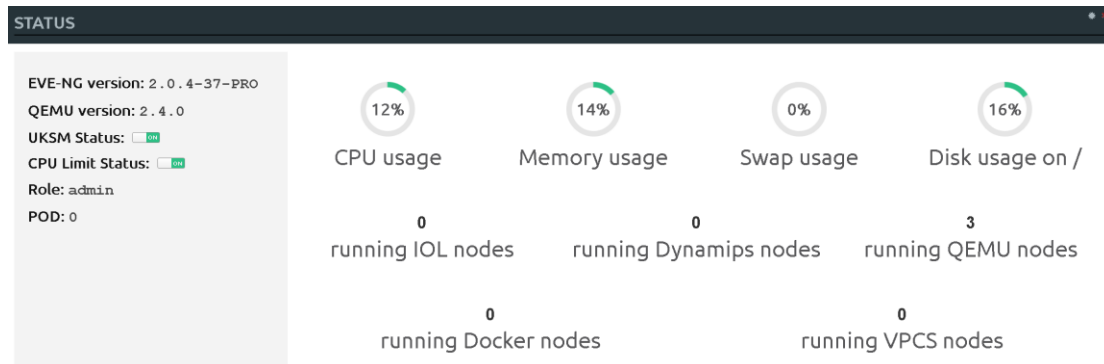 STATUS
EVE-NG version: 2.0.4-37-PRO
QEMU version: 2.4.0
UKSM Status: ON
CPU Limit Status: ON
Role: admin
POD: 0
12% 14% 0% 16%
CPU usage Memory usage Swap usage Disk usage on /
0 0 3
running IOL nodes running Dynamips nodes running QEMU nodes
0 0
running Docker nodes running VPCS nodes